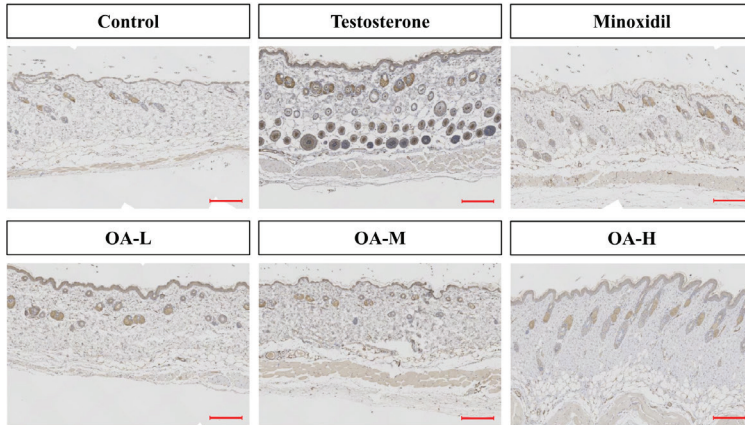 Control
Testosterone
Minoxidil
OA-L
OA-M
OA-H